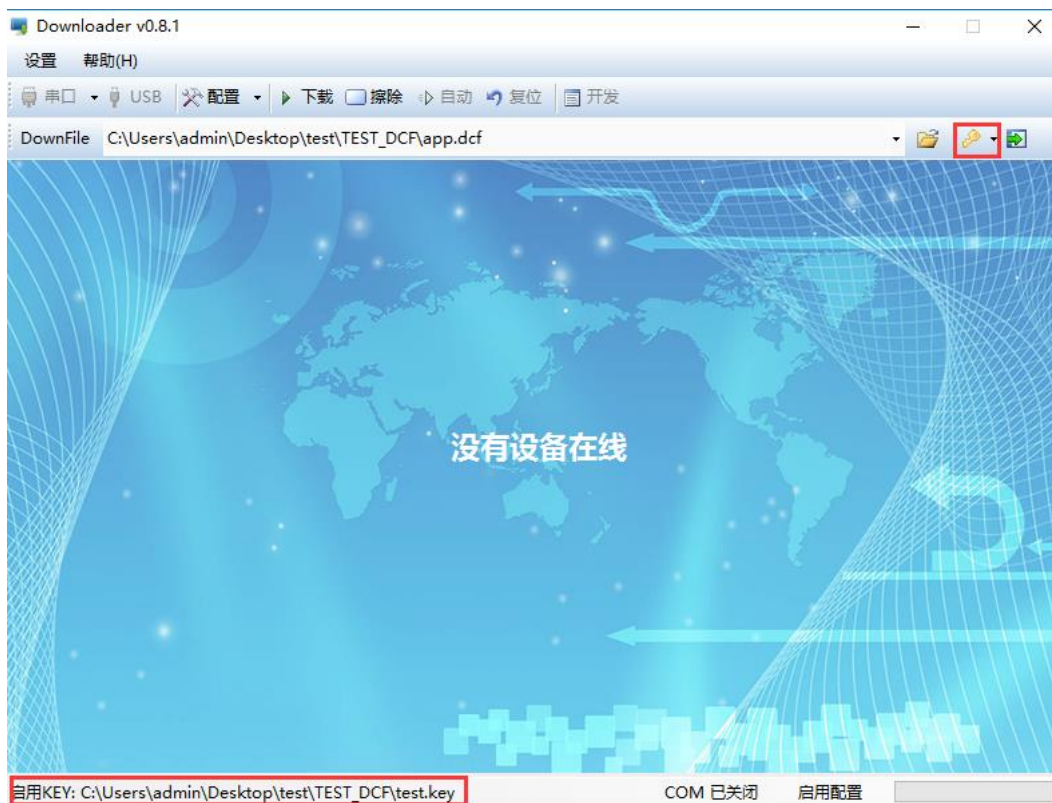 Downloader v0.8.1
设置 帮助(H)
串口 USB 配置 下载 擦除 自动 复位 开发
DownFile C:\Users\admin\Desktop\test\TEST_DCF\app.dcf
没有设备在线
启用KEY: C:\Users\admin\Desktop\test\TEST_DCF\test.key COM 已关闭 启用配置